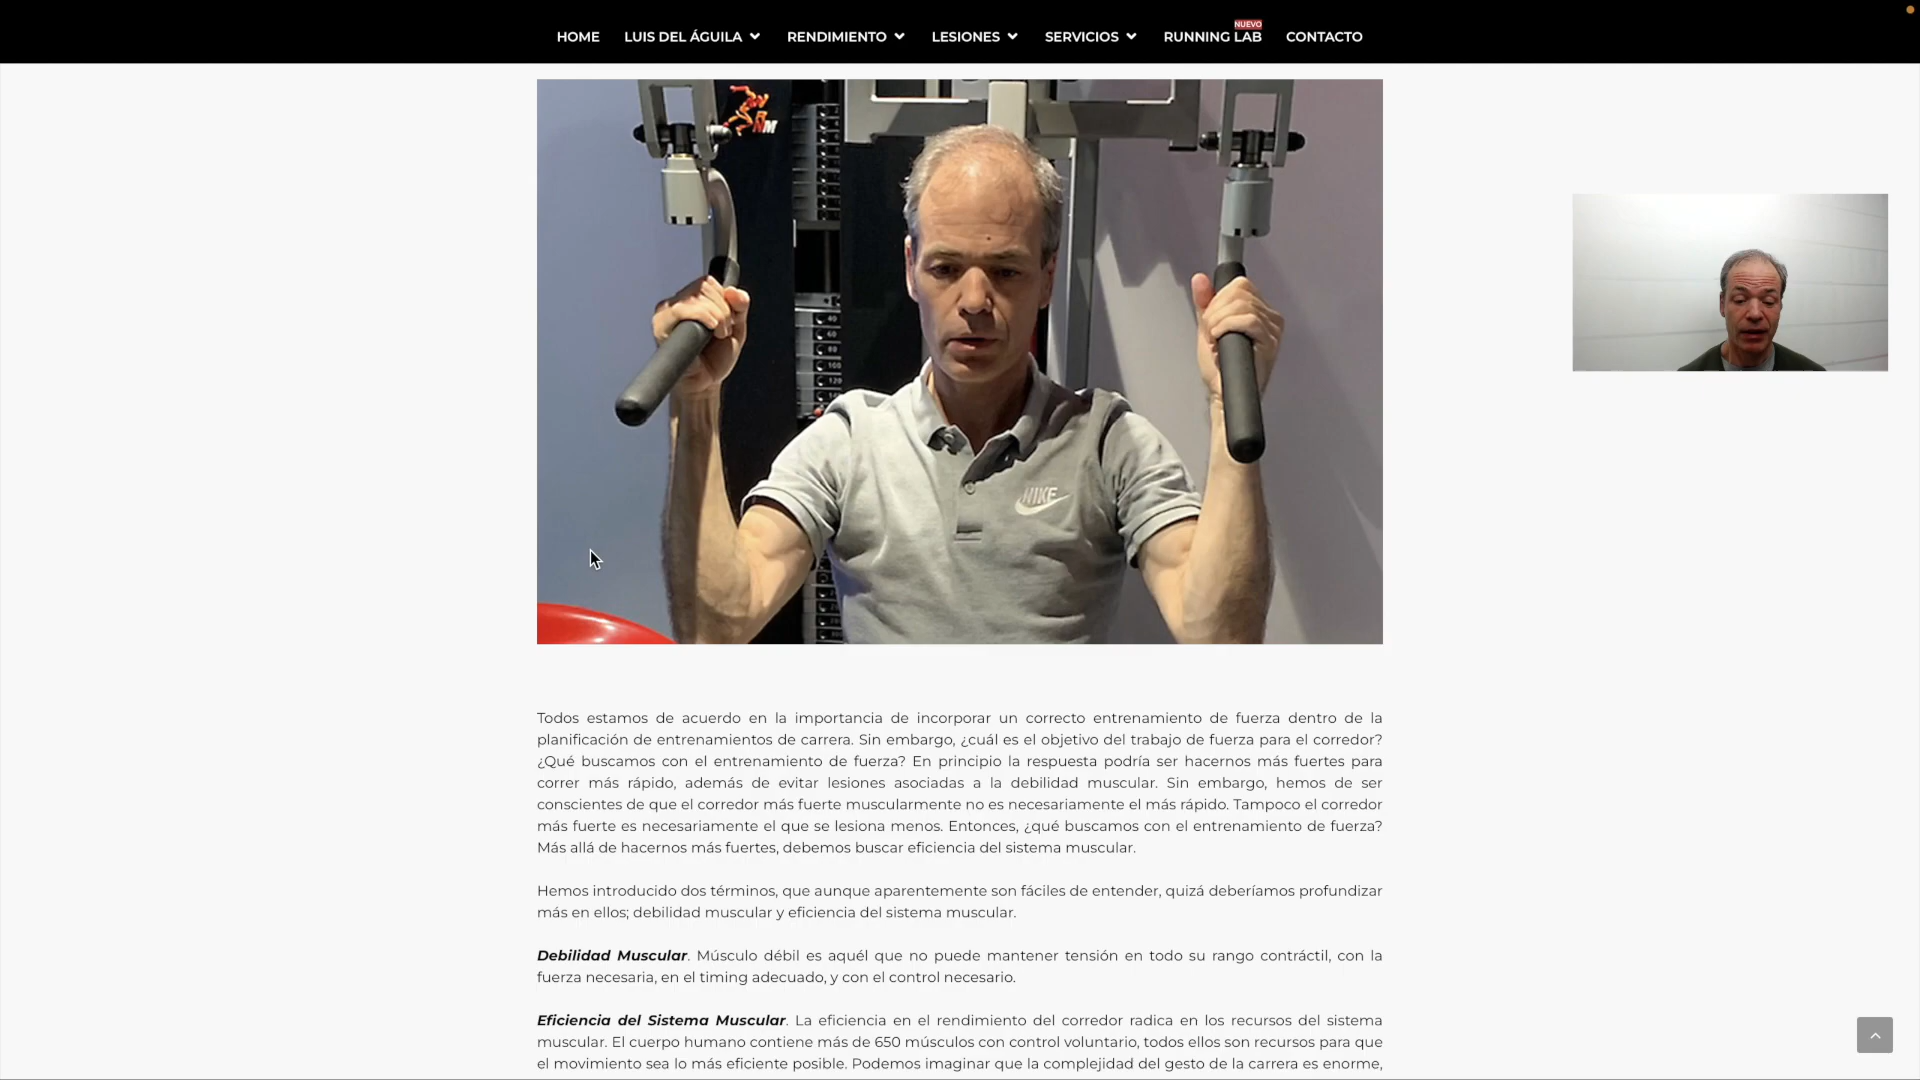 HOME LUIS DEL ÁGUILA RENDIMIENTO LESIONES SERVICIOS RUNNING LAB NUEVO CONTACTO
NM
40
60
80
100
120
NIKE
Todos estamos de acuerdo en la importancia de incorporar un correcto entrenamiento de fuerza dentro de la
planificación de entrenamientos de carrera. Sin embargo, ¿cuál es el objetivo del trabajo de fuerza para el corredor?
¿Qué buscamos con el entrenamiento de fuerza? En principio la respuesta podría ser hacernos más fuertes para
correr más rápido, además de evitar lesiones asociadas a la debilidad muscular. Sin embargo, hemos de ser
conscientes de que el corredor más fuerte muscularmente no es necesariamente el más rápido. Tampoco el corredor
más fuerte es necesariamente el que se lesiona menos. Entonces, ¿qué buscamos con el entrenamiento de fuerza?
Más allá de hacernos más fuertes, debemos buscar eficiencia del sistema muscular.
Hemos introducido dos términos, que aunque aparentemente son fáciles de entender, quizá deberíamos profundizar
más en ellos; debilidad muscular y eficiencia del sistema muscular.
Debilidad Muscular. Músculo débil es aquél que no puede mantener tensión en todo su rango contráctil, con la
fuerza necesaria, en el timing adecuado, y con el control necesario.
Eficiencia del Sistema Muscular. La eficiencia en el rendimiento del corredor radica en los recursos del sistema
muscular. El cuerpo humano contiene más de 650 músculos con control voluntario, todos ellos son recursos para que
el movimiento sea lo más eficiente posible. Podemos imaginar que la complejidad del gesto de la carrera es enorme,